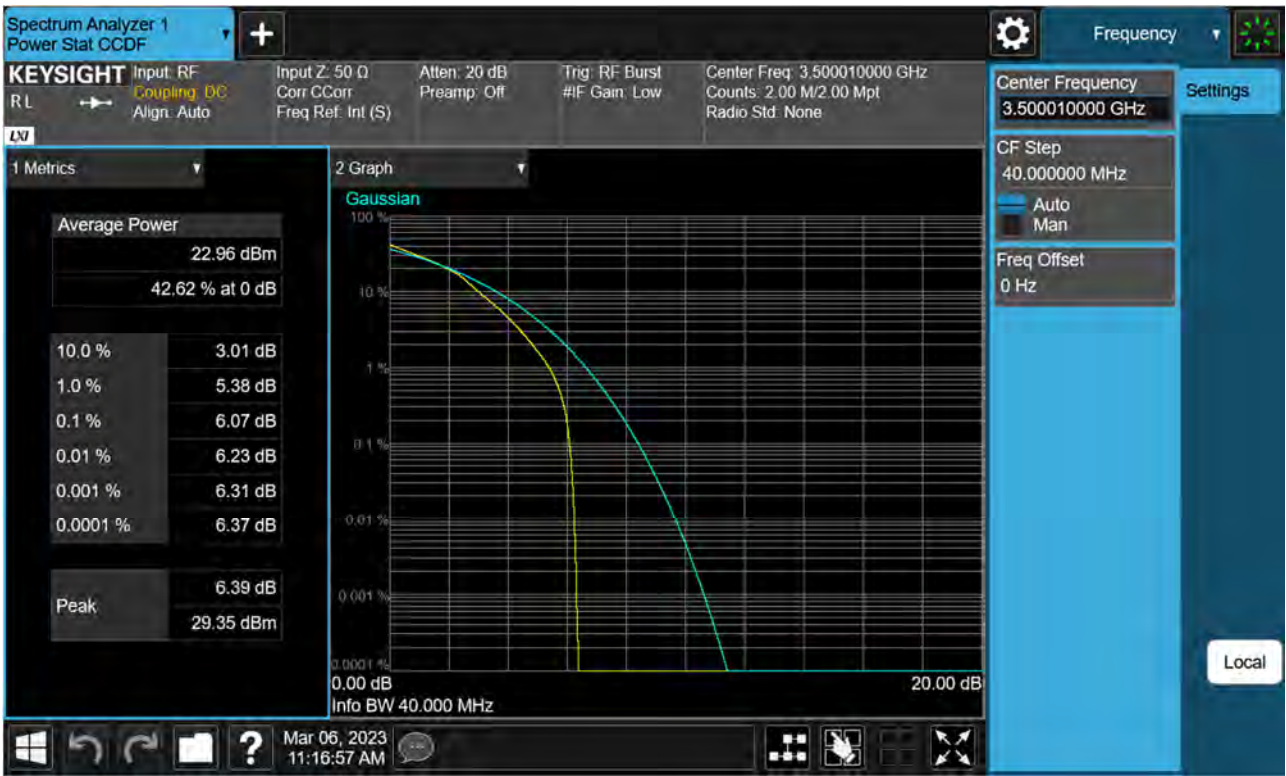 Spectrum Analyzer 1
Power Stat CCDF
+
Frequency
KEYSIGHT
RL
LXI
Input: RF
Coupling: DC
Align: Auto
Input Z: 50 Ω
Corr CCorr
Freq Ref: Int (S)
Atten: 20 dB
Preamp: Off
Trig: RF Burst
#IF Gain: Low
Center Freq: 3.500010000 GHz
Counts: 2.00 M/2.00 Mpt
Radio Std: None
Center Frequency
3.500010000 GHz
Settings
CF Step
40.000000 MHz
Auto
Man
Freq Offset
0 Hz
Local
1 Metrics
Average Power
22.96 dBm
42.62 % at 0 dB
10.0 % 3.01 dB
1.0 % 5.38 dB
0.1 % 6.07 dB
0.01 % 6.23 dB
0.001 % 6.31 dB
0.0001 % 6.37 dB
Peak
6.39 dB
29.35 dBm
2 Graph
Gaussian
100 %
10 %
1 %
0.1 %
0.01 %
0.001 %
0.0001 %
0.00 dB 20.00 dB
Info BW 40.000 MHz
?
Mar 06, 2023
11:16:57 AM